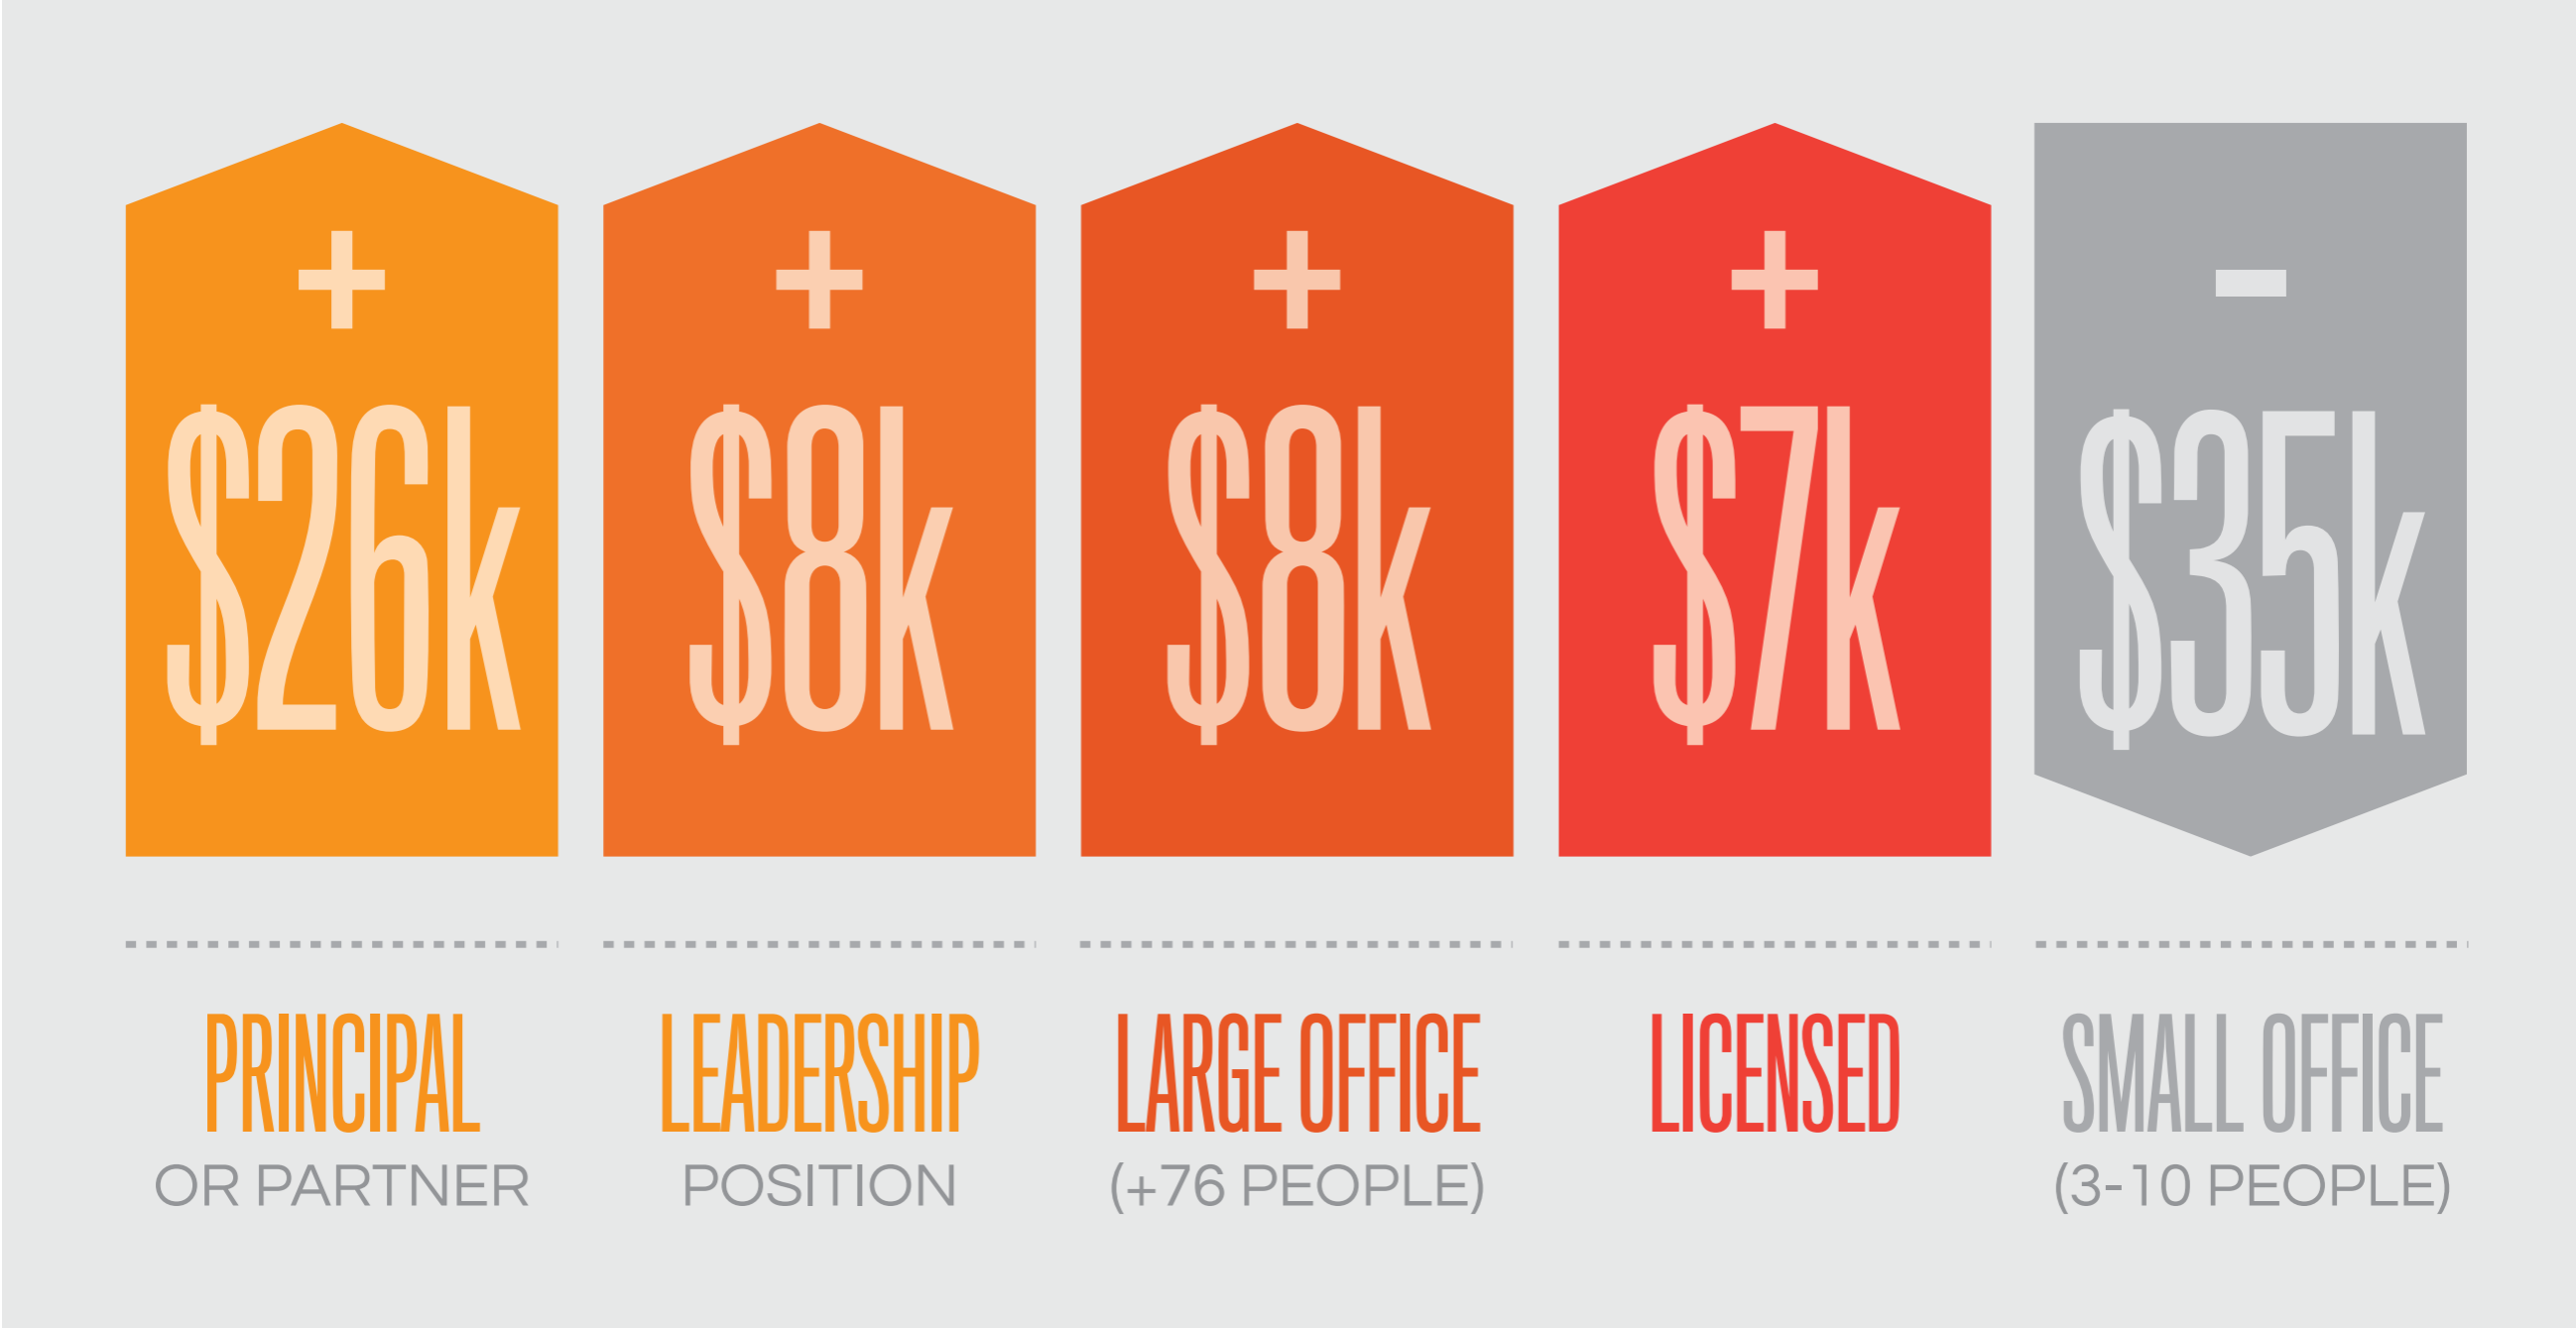 +
$26k
PRINCIPAL
OR PARTNER
+
$8k
LEADERSHIP
POSITION
+
$8k
LARGE OFFICE
(+76 PEOPLE)
+
$7k
LICENSED
-
$35k
SMALL OFFICE
(3-10 PEOPLE)